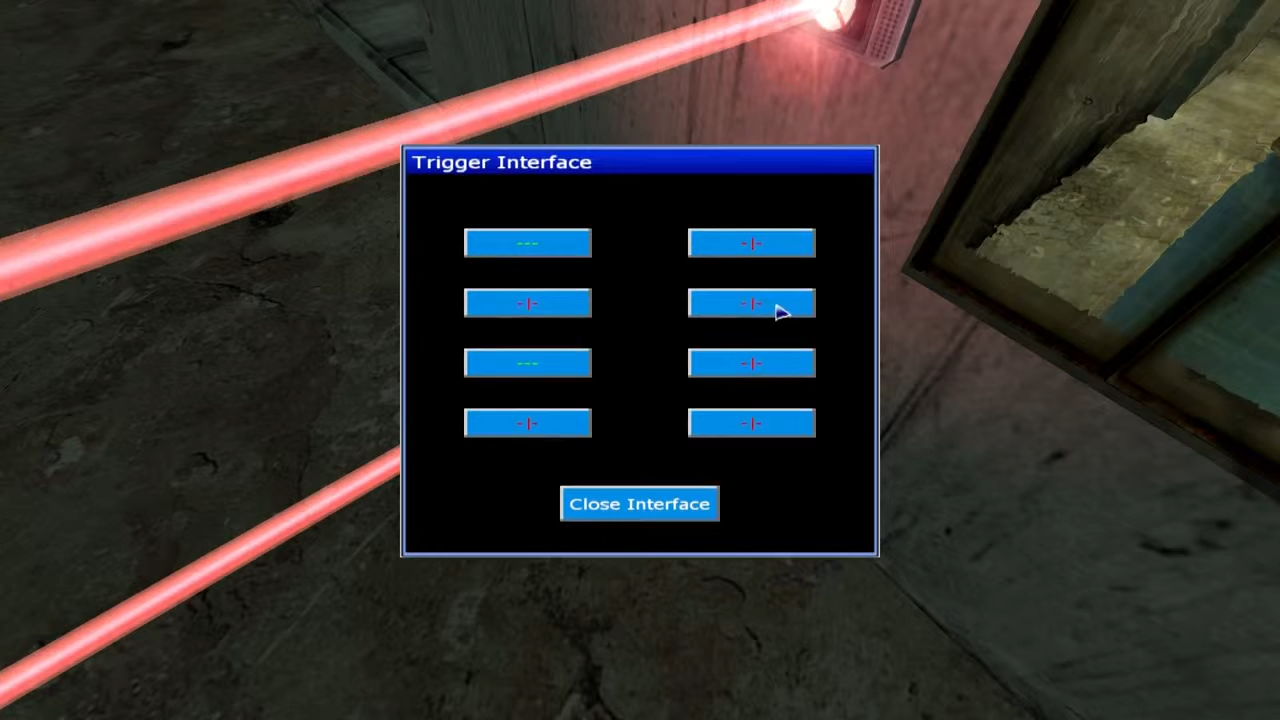 Trigger Interface
--- -|-
-|- -|-
--- -|-
-|- -|-
Close Interface